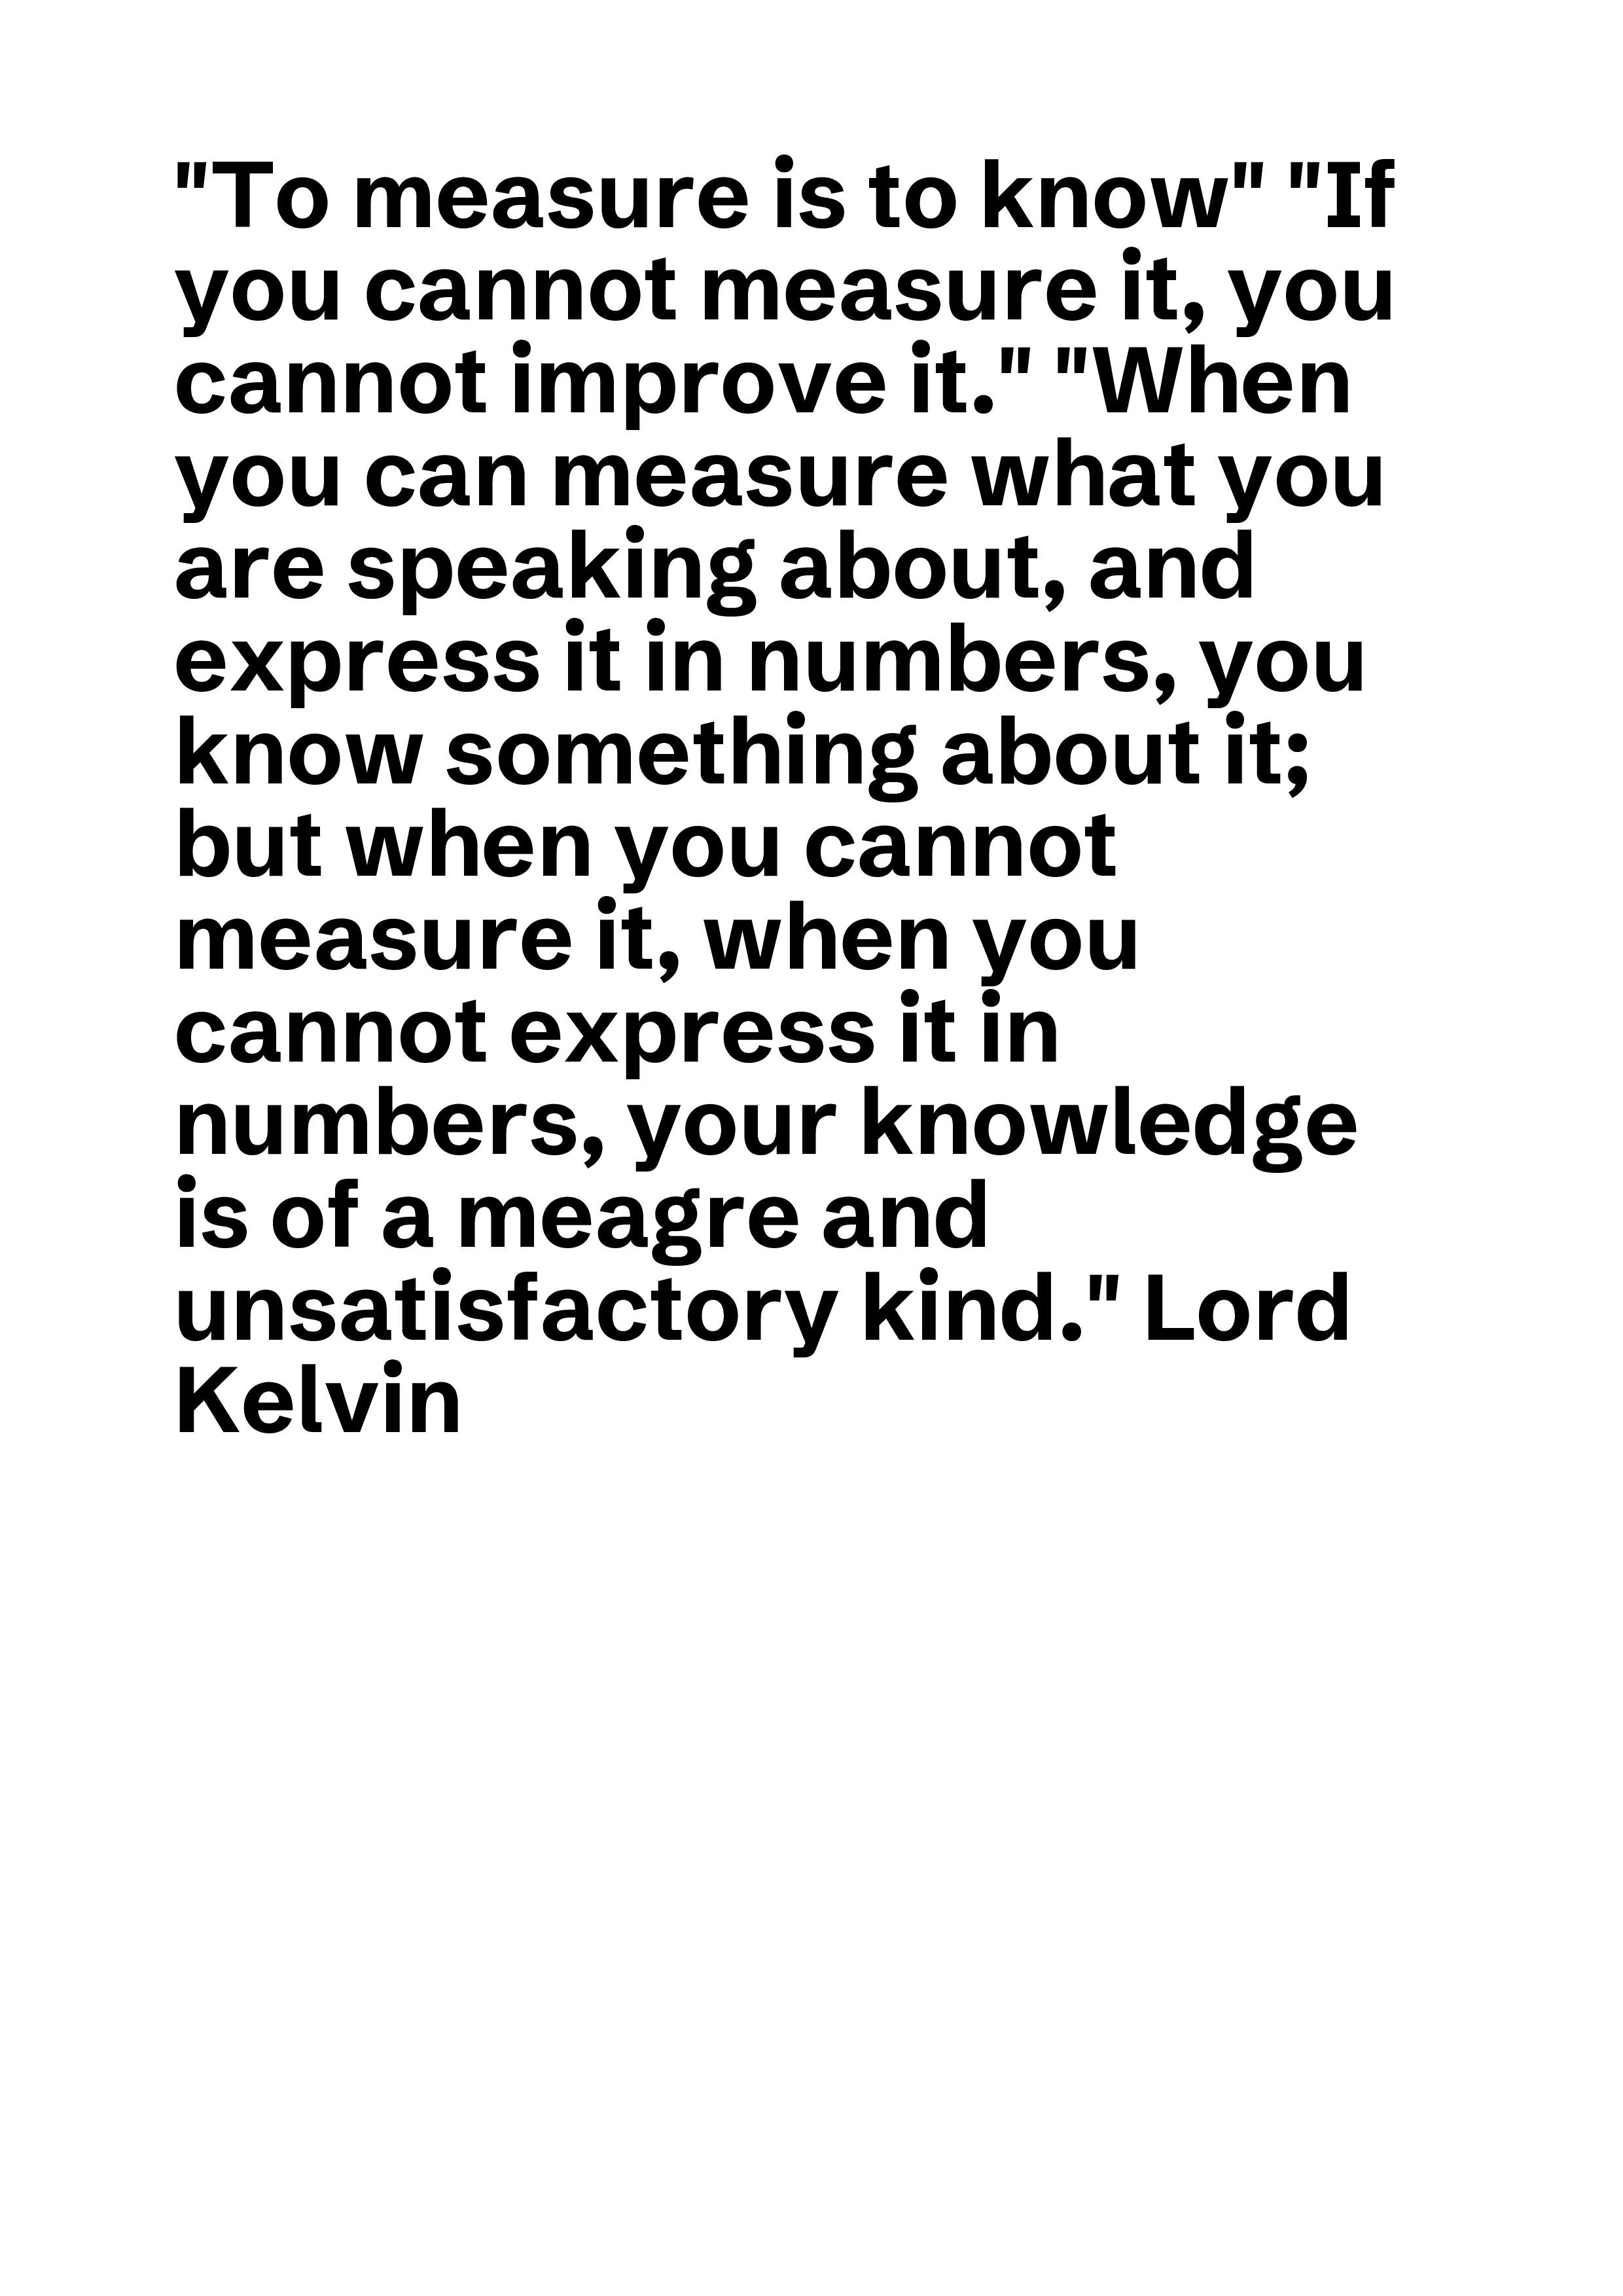 "To measure is to know" "If
you cannot measure it, you
cannot improve it." "When
you can measure what you
are speaking about, and
express it in numbers, you
know something about it;
but when you cannot
measure it, when you
cannot express it in
numbers, your knowledge
is of a meagre and
unsatisfactory kind." Lord
Kelvin